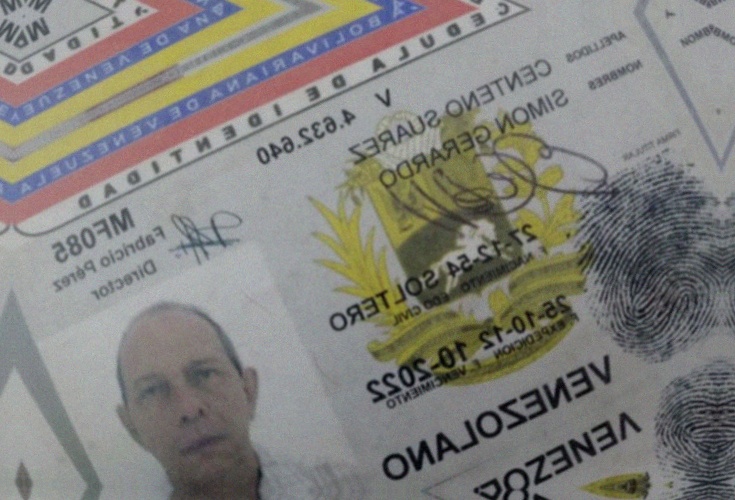 REPUBLICA BOLIVARIANA DE VENEZUELA
CEDULA DE IDENTIDAD
V 4.632.640
APELLIDOS
CENTENO SUAREZ
NOMBRES
SIMON GERARDO
FIRMA TITULAR
MF085
Fabricio Pérez
Director
27-12-54 SOLTERO
F. NACIMIENTO EDO CIVIL
25-10-12 10-2022
F. EXPEDICION F. VENCIMIENTO
VENEZOLANO